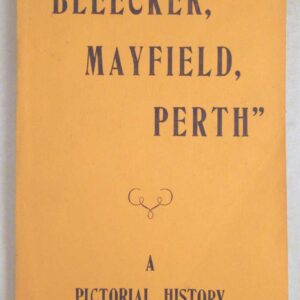 BLEECKER,
MAYFIELD,
PERTH”
A
PICTORIAL HISTORY